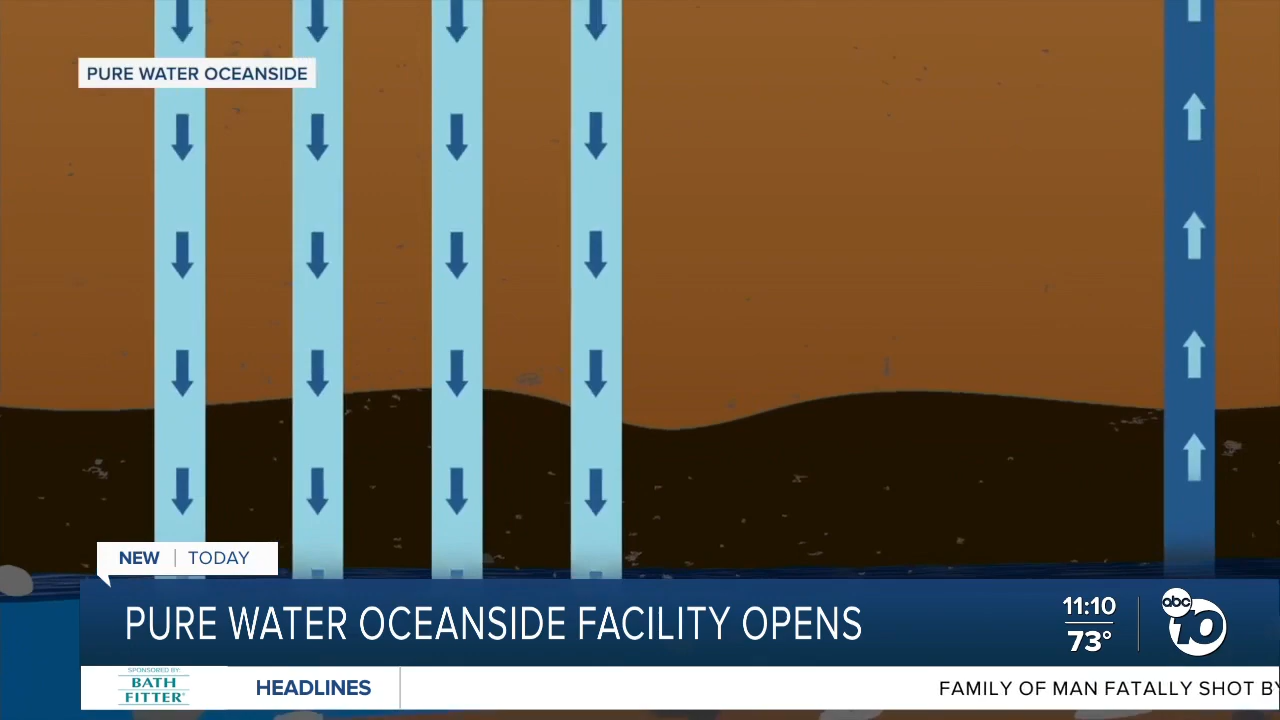 PURE WATER OCEANSIDE
NEW | TODAY
PURE WATER OCEANSIDE FACILITY OPENS
11:10
73°
abc
10
SPONSORED BY:
BATH
FITTER®
HEADLINES
FAMILY OF MAN FATALLY SHOT BY